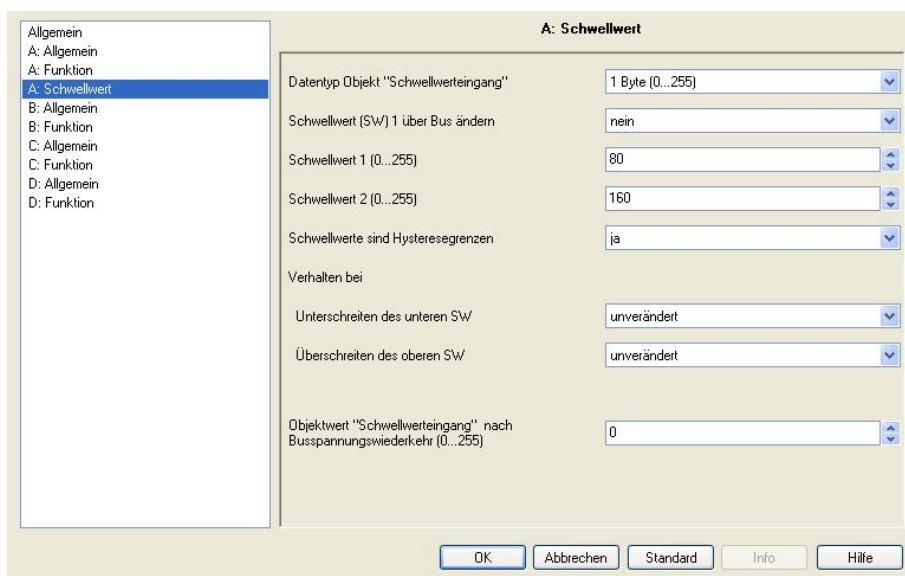 Allgemein
A: Allgemein
A: Funktion
A: Schwellwert
B: Allgemein
B: Funktion
C: Allgemein
C: Funktion
D: Allgemein
D: Funktion
A: Schwellwert
Datentyp Objekt "Schwellwerteingang" 1 Byte (0...255)
Schwellwert (SW) 1 über Bus ändern nein
Schwellwert 1 (0...255) 80
Schwellwert 2 (0...255) 160
Schwellwerte sind Hysteresegrenzen ja
Verhalten bei
Unterschreiten des unteren SW unverändert
Überschreiten des oberen SW unverändert
Objektwert "Schwellwerteingang" nach
Busspannungswiederkehr (0...255) 0
OK Abbrechen Standard Info Hilfe